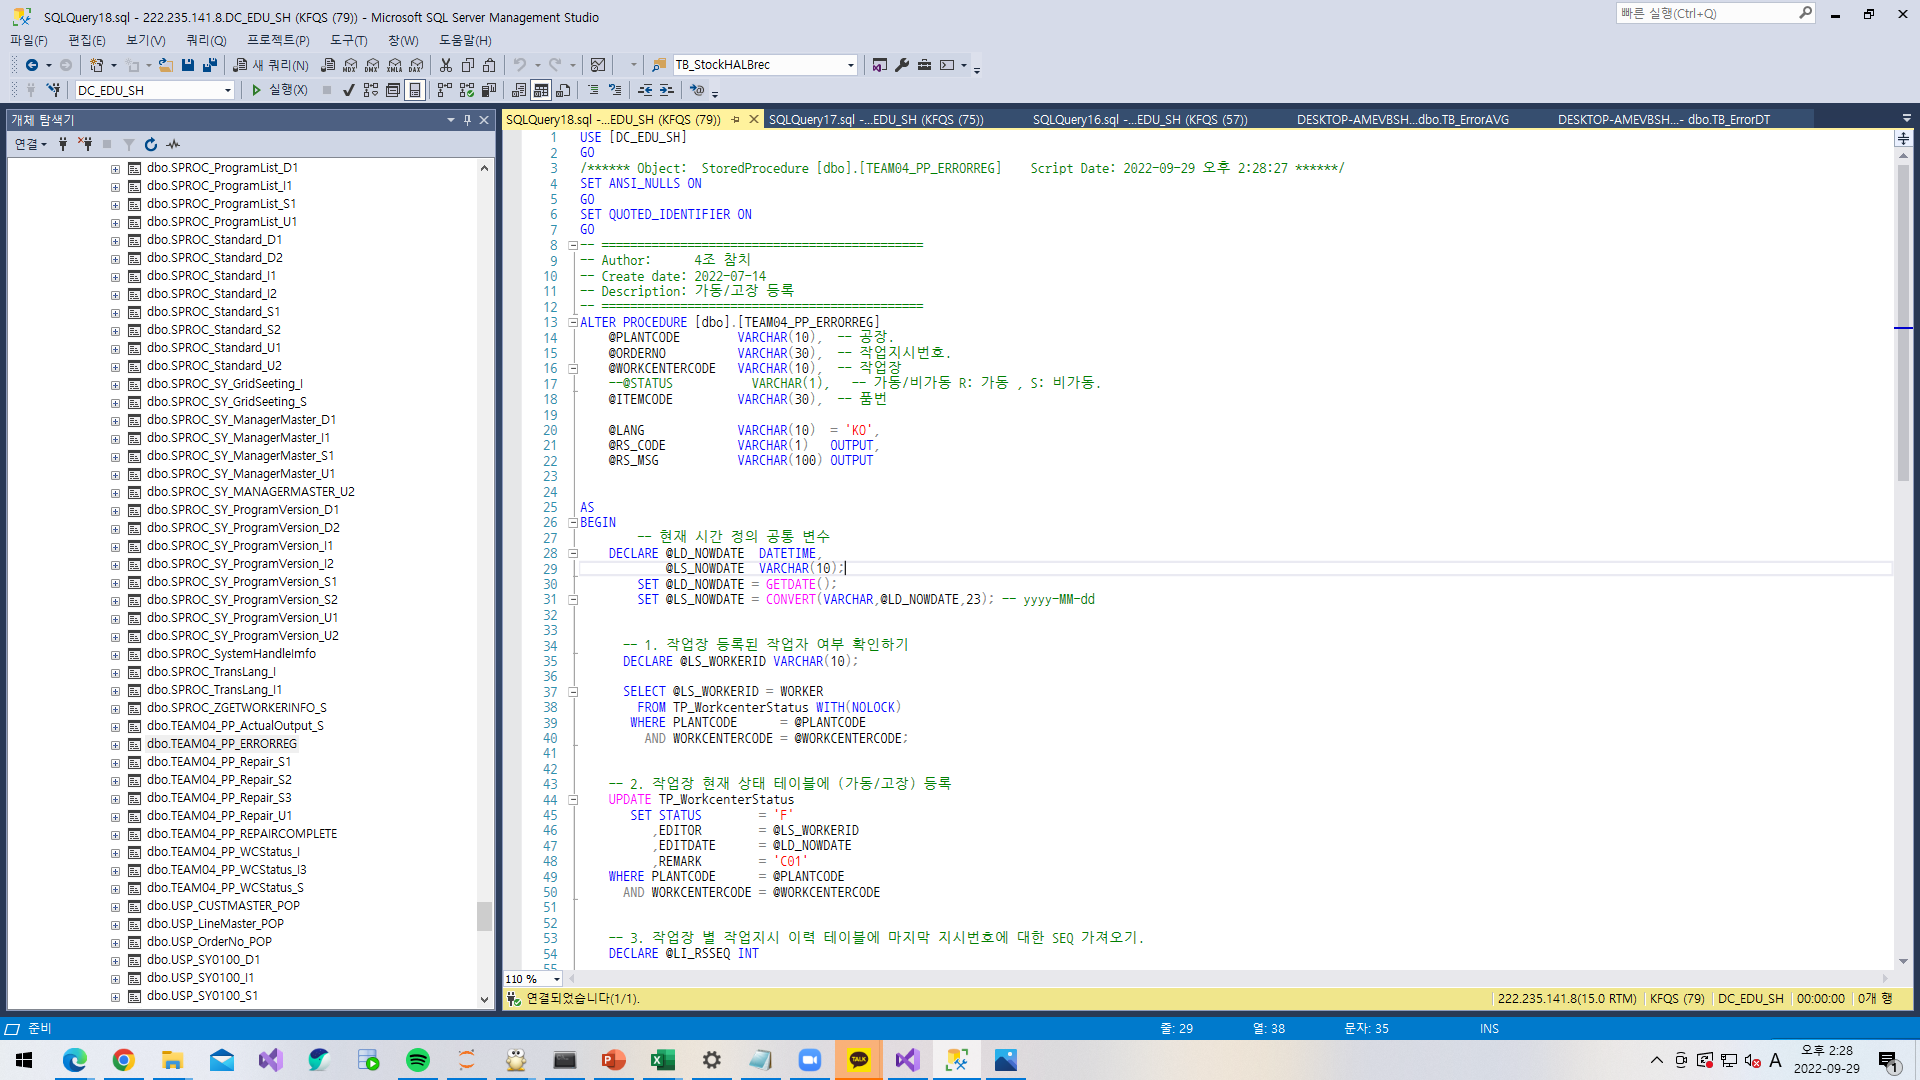 SQLQuery18.sql - 222.235.141.8.DC_EDU_SH (KFQS (79)) - Microsoft SQL Server Management Studio
빠른 실행(Ctrl+Q)
파일(F) 편집(E) 보기(V) 쿼리(Q) 프로젝트(P) 도구(T) 창(W) 도움말(H)
새 쿼리(N) MDX DMX XMLA DAX TB_StockHALBrec
DC_EDU_SH 실행(X)
개체 탐색기
연결
dbo.SPROC_ProgramList_D1
dbo.SPROC_ProgramList_I1
dbo.SPROC_ProgramList_S1
dbo.SPROC_ProgramList_U1
dbo.SPROC_Standard_D1
dbo.SPROC_Standard_D2
dbo.SPROC_Standard_I1
dbo.SPROC_Standard_I2
dbo.SPROC_Standard_S1
dbo.SPROC_Standard_S2
dbo.SPROC_Standard_U1
dbo.SPROC_Standard_U2
dbo.SPROC_SY_GridSeeting_I
dbo.SPROC_SY_GridSeeting_S
dbo.SPROC_SY_ManagerMaster_D1
dbo.SPROC_SY_ManagerMaster_I1
dbo.SPROC_SY_ManagerMaster_S1
dbo.SPROC_SY_ManagerMaster_U1
dbo.SPROC_SY_MANAGERMASTER_U2
dbo.SPROC_SY_ProgramVersion_D1
dbo.SPROC_SY_ProgramVersion_D2
dbo.SPROC_SY_ProgramVersion_I1
dbo.SPROC_SY_ProgramVersion_I2
dbo.SPROC_SY_ProgramVersion_S1
dbo.SPROC_SY_ProgramVersion_S2
dbo.SPROC_SY_ProgramVersion_U1
dbo.SPROC_SY_ProgramVersion_U2
dbo.SPROC_SystemHandleImfo
dbo.SPROC_TransLang_I
dbo.SPROC_TransLang_I1
dbo.SPROC_ZGETWORKERINFO_S
dbo.TEAM04_PP_ActualOutput_S
dbo.TEAM04_PP_ERRORREG
dbo.TEAM04_PP_Repair_S1
dbo.TEAM04_PP_Repair_S2
dbo.TEAM04_PP_Repair_S3
dbo.TEAM04_PP_Repair_U1
dbo.TEAM04_PP_REPAIRCOMPLETE
dbo.TEAM04_PP_WCStatus_I
dbo.TEAM04_PP_WCStatus_I3
dbo.TEAM04_PP_WCStatus_S
dbo.USP_CUSTMASTER_POP
dbo.USP_LineMaster_POP
dbo.USP_OrderNo_POP
dbo.USP_SY0100_D1
dbo.USP_SY0100_I1
dbo.USP_SY0100_S1
SQLQuery18.sql -...EDU_SH (KFQS (79)) SQLQuery17.sql -...EDU_SH (KFQS (75)) SQLQuery16.sql -...EDU_SH (KFQS (57)) DESKTOP-AMEVBSH...dbo.TB_ErrorAVG DESKTOP-AMEVBSH...- dbo.TB_ErrorDT
1 USE [DC_EDU_SH]
2 GO
3 /****** Object:  StoredProcedure [dbo].[TEAM04_PP_ERRORREG]    Script Date: 2022-09-29 오후 2:28:27 ******/
4 SET ANSI_NULLS ON
5 GO
6 SET QUOTED_IDENTIFIER ON
7 GO
8 -- =============================================
9 -- Author:      4조 참치
10 -- Create date: 2022-07-14
11 -- Description: 가동/고장 등록
12 -- =============================================
13 ALTER PROCEDURE [dbo].[TEAM04_PP_ERRORREG]
14 @PLANTCODE VARCHAR(10), -- 공장.
15 @ORDERNO VARCHAR(30), -- 작업지시번호.
16 @WORKCENTERCODE VARCHAR(10), -- 작업장
17 --@STATUS VARCHAR(1), -- 가동/비가동 R: 가동 , S: 비가동.
18 @ITEMCODE VARCHAR(30), -- 품번
19
20 @LANG VARCHAR(10) = 'KO',
21 @RS_CODE VARCHAR(1) OUTPUT,
22 @RS_MSG VARCHAR(100) OUTPUT
23
24
25 AS
26 BEGIN
27 -- 현재 시간 정의 공통 변수
28 DECLARE @LD_NOWDATE DATETIME,
29 @LS_NOWDATE VARCHAR(10);
30 SET @LD_NOWDATE = GETDATE();
31 SET @LS_NOWDATE = CONVERT(VARCHAR,@LD_NOWDATE,23); -- yyyy-MM-dd
32
33
34 -- 1. 작업장 등록된 작업자 여부 확인하기
35 DECLARE @LS_WORKERID VARCHAR(10);
36
37 SELECT @LS_WORKERID = WORKER
38 FROM TP_WorkcenterStatus WITH(NOLOCK)
39 WHERE PLANTCODE = @PLANTCODE
40 AND WORKCENTERCODE = @WORKCENTERCODE;
41
42
43 -- 2. 작업장 현재 상태 테이블에 (가동/고장) 등록
44 UPDATE TP_WorkcenterStatus
45 SET STATUS = 'F'
46 ,EDITOR = @LS_WORKERID
47 ,EDITDATE = @LD_NOWDATE
48 ,REMARK = 'C01'
49 WHERE PLANTCODE = @PLANTCODE
50 AND WORKCENTERCODE = @WORKCENTERCODE
51
52
53 -- 3. 작업장 별 작업지시 이력 테이블에 마지막 지시번호에 대한 SEQ 가져오기.
54 DECLARE @LI_RSSEQ INT
55
110 %
연결되었습니다(1/1). 222.235.141.8(15.0 RTM) KFQS (79) DC_EDU_SH 00:00:00 0개 행
준비 줄: 29 열: 38 문자: 35 INS
TALK A 오후 2:28
2022-09-29 1